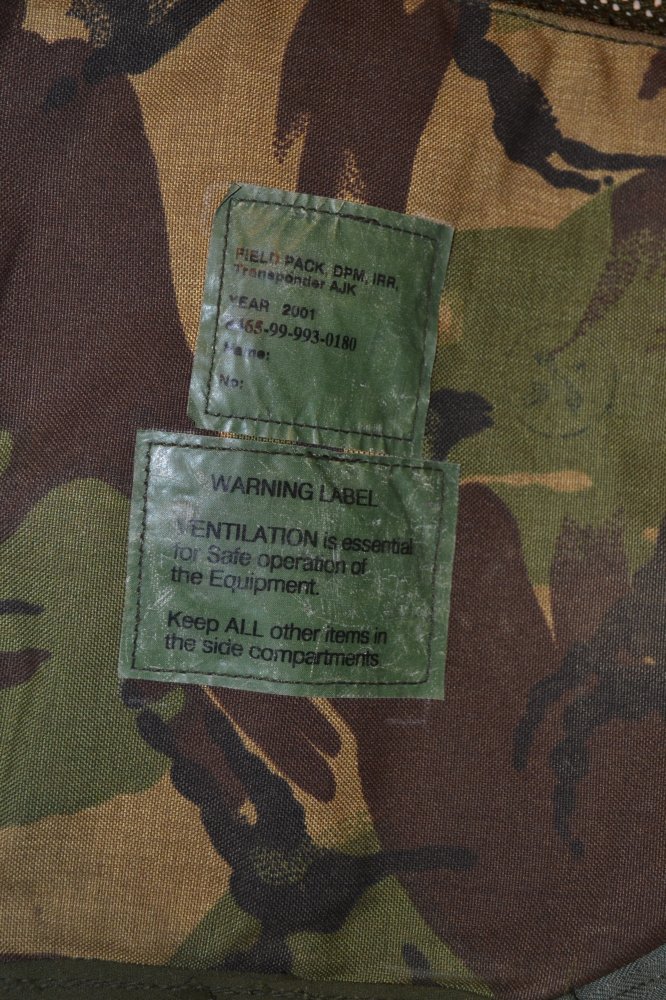 FIELD PACK, DPM, IRR,
Transponder AJK
YEAR 2001
6465-99-993-0180
Name:
No:
WARNING LABEL
VENTILATION is essential
for Safe operation of
the Equipment.
Keep ALL other items in
the side compartments